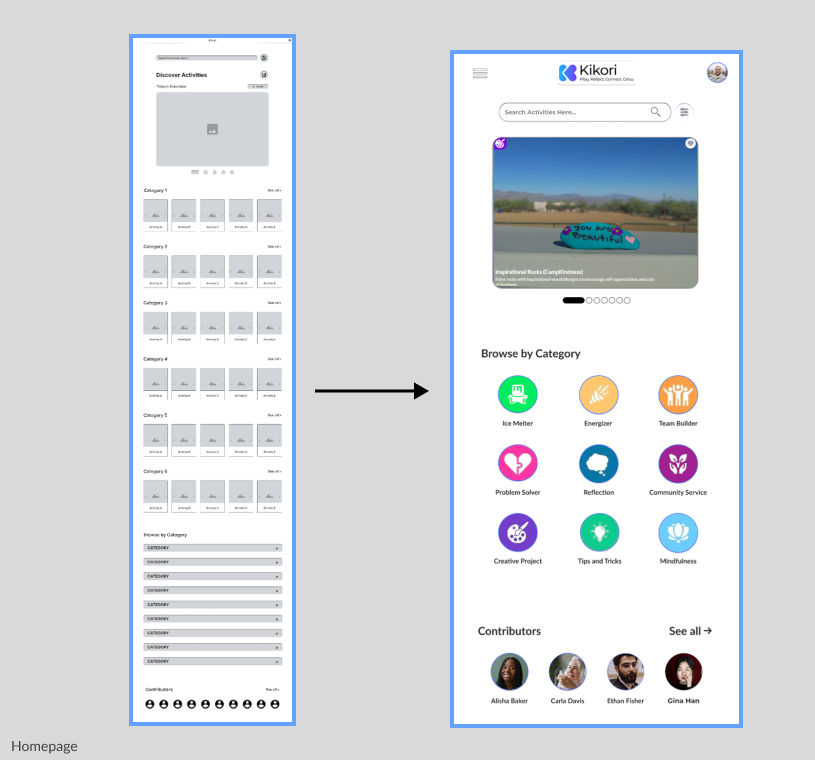 Kikori
Search Activities Here...
Discover Activities
Today's Essentials
Category 1 See all >
Activity A Activity B Activity C Activity D Activity E
Category 2 See all >
Activity A Activity B Activity C Activity D Activity E
Category 3 See all >
Activity A Activity B Activity C Activity D Activity E
Category 4 See all >
Activity A Activity B Activity C Activity D Activity E
Category 5 See all >
Activity A Activity B Activity C Activity D Activity E
Category 6 See all >
Activity A Activity B Activity C Activity D Activity E
Browse by Category
CATEGORY
CATEGORY
CATEGORY
CATEGORY
CATEGORY
CATEGORY
CATEGORY
CATEGORY
CATEGORY
Contributors See all >
Kikori
Play. Reflect. Connect. Grow.
Search Activities Here...
you are
Beautiful
Inspirational Rocks (CampKindness)
Paint rocks with inspirational words/designs to encourage self-appreciation and acts
of kindness.
Browse by Category
Ice Melter Energizer Team Builder
Problem Solver Reflection Community Service
Creative Project Tips and Tricks Mindfulness
Contributors See all →
Alisha Baker Carla Davis Ethan Fisher Gina Han
Homepage